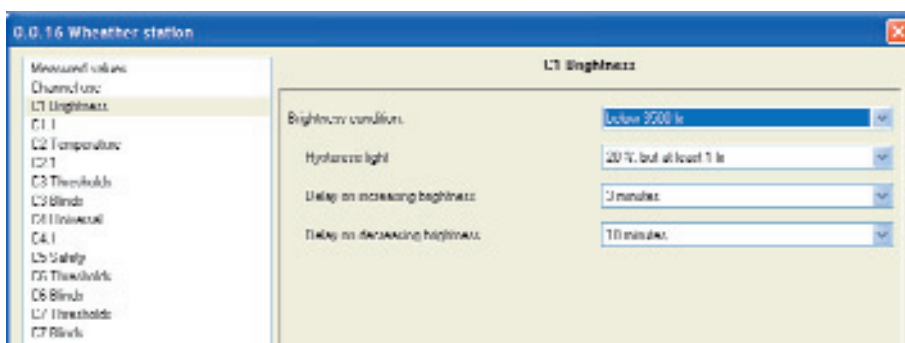 0.0.16 Wheather station
Measured values
Channel use
C1 Brightness
C1.1
C2 Temperature
C2.1
C3 Thresholds
C3 Blinds
C4 Universal
C4.1
C5 Safety
C6 Thresholds
C6 Blinds
C7 Thresholds
C7 Blinds
C1 Brightness
Brightness condition: below 3500 lx
Hysteresis light 20 %, but at least 1 lx
Delay on increasing brightness 3 minutes
Delay on decreasing brightness 10 minutes